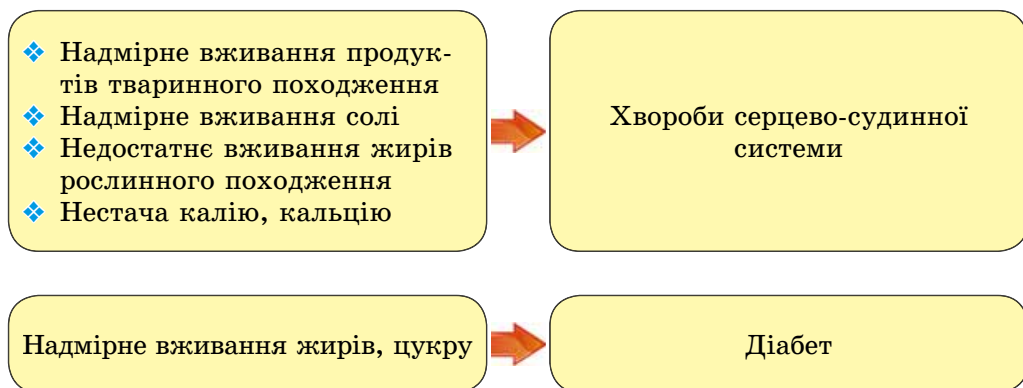 ❖ Надмірне вживання продук-
тів тваринного походження
❖ Надмірне вживання солі
❖ Недостатнє вживання жирів
рослинного походження
❖ Нестача калію, кальцію
Хвороби серцево-судинної
системи
Надмірне вживання жирів, цукру
Діабет